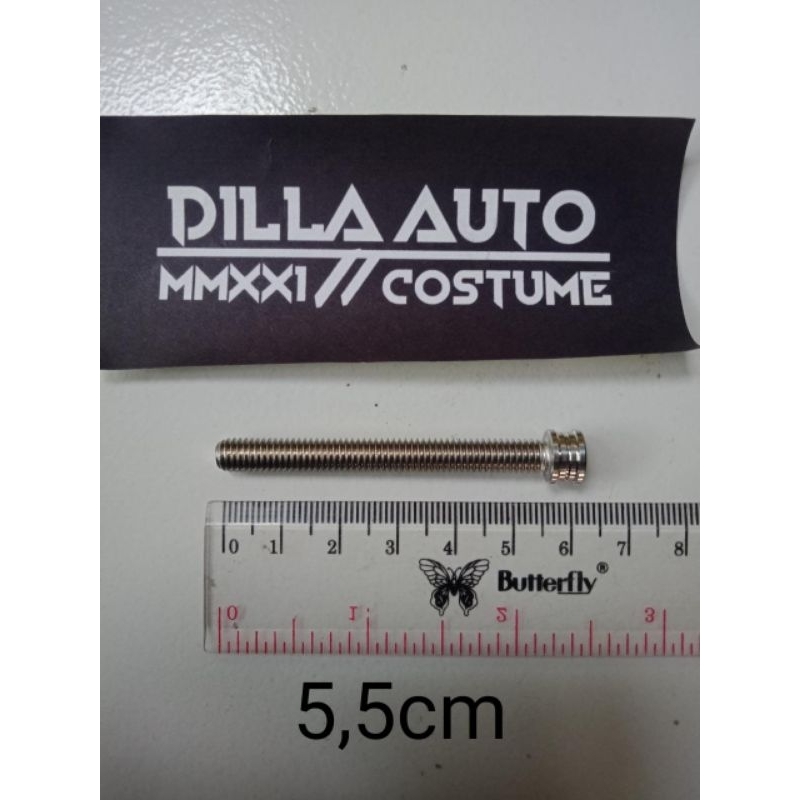 DILLA AUTO
MMXXI // COSTUME
0 1 2 3 4 5 6 7 8
Butterfly®
0 1 2 3
5,5cm